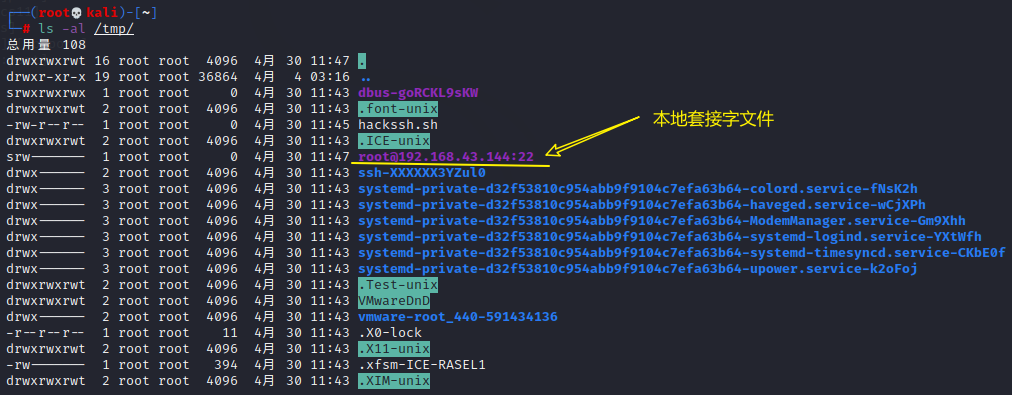 ┌──(root💀kali)-[~]
└─# ls -al /tmp/
总用量 108
drwxrwxrwt 16 root root  4096  4月  30 11:47 .
drwxr-xr-x 19 root root 36864  4月   4 03:16 ..
srwxrwxrwx  1 root root     0  4月  30 11:43 dbus-goRCKL9sKW
drwxrwxrwt  2 root root  4096  4月  30 11:43 .font-unix
-rw-r--r--  1 root root     0  4月  30 11:45 hackssh.sh
drwxrwxrwt  2 root root  4096  4月  30 11:43 .ICE-unix
srw-------  1 root root     0  4月  30 11:47 root@192.168.43.144:22
本地套接字文件
drwx------  2 root root  4096  4月  30 11:43 ssh-XXXXXX3YZul0
drwx------  3 root root  4096  4月  30 11:43 systemd-private-d32f53810c954abb9f9104c7efa63b64-colord.service-fNsK2h
drwx------  3 root root  4096  4月  30 11:43 systemd-private-d32f53810c954abb9f9104c7efa63b64-haveged.service-wCjXPh
drwx------  3 root root  4096  4月  30 11:43 systemd-private-d32f53810c954abb9f9104c7efa63b64-ModemManager.service-Gm9Xhh
drwx------  3 root root  4096  4月  30 11:43 systemd-private-d32f53810c954abb9f9104c7efa63b64-systemd-logind.service-YXtWfh
drwx------  3 root root  4096  4月  30 11:43 systemd-private-d32f53810c954abb9f9104c7efa63b64-systemd-timesyncd.service-CKbE0f
drwx------  3 root root  4096  4月  30 11:43 systemd-private-d32f53810c954abb9f9104c7efa63b64-upower.service-k2oFoj
drwxrwxrwt  2 root root  4096  4月  30 11:43 .Test-unix
drwxrwxrwt  2 root root  4096  4月  30 11:43 VMwareDnD
drwx------  2 root root  4096  4月  30 11:43 vmware-root_440-591434136
-r--r--r--  1 root root    11  4月  30 11:43 .X0-lock
drwxrwxrwt  2 root root  4096  4月  30 11:43 .X11-unix
-rw-------  1 root root   394  4月  30 11:43 .xfsm-ICE-RASEL1
drwxrwxrwt  2 root root  4096  4月  30 11:43 .XIM-unix